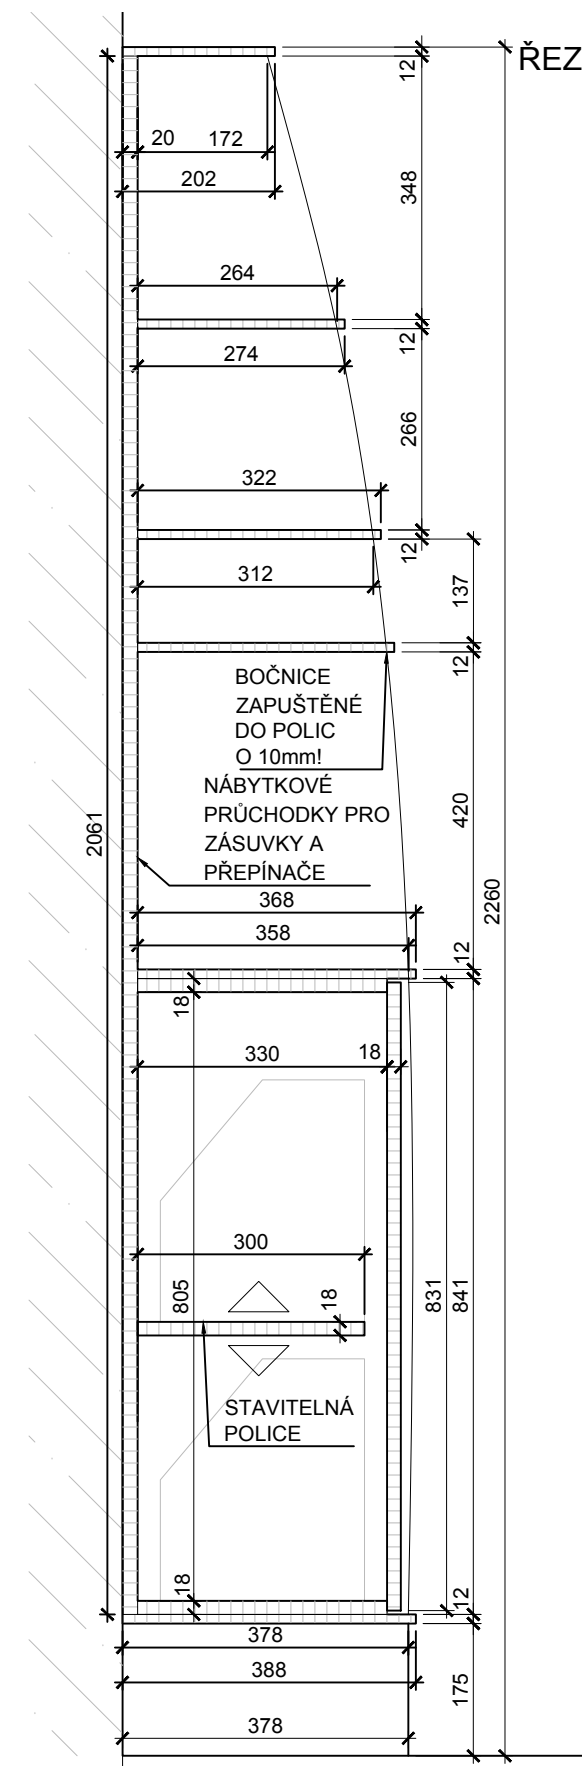 ŘEZ
12
20 172
202
348
264
12
274
266
322
12
312
137
12
BOČNICE
ZAPUŠTĚNÉ
DO POLIC
O 10mm!
NÁBYTKOVÉ
PRŮCHODKY PRO
ZÁSUVKY A
PŘEPÍNAČE
2061
420
2260
368
358
12
18
330 18
300
805
18
831
841
STAVITELNÁ
POLICE
18
12
378
388
175
378